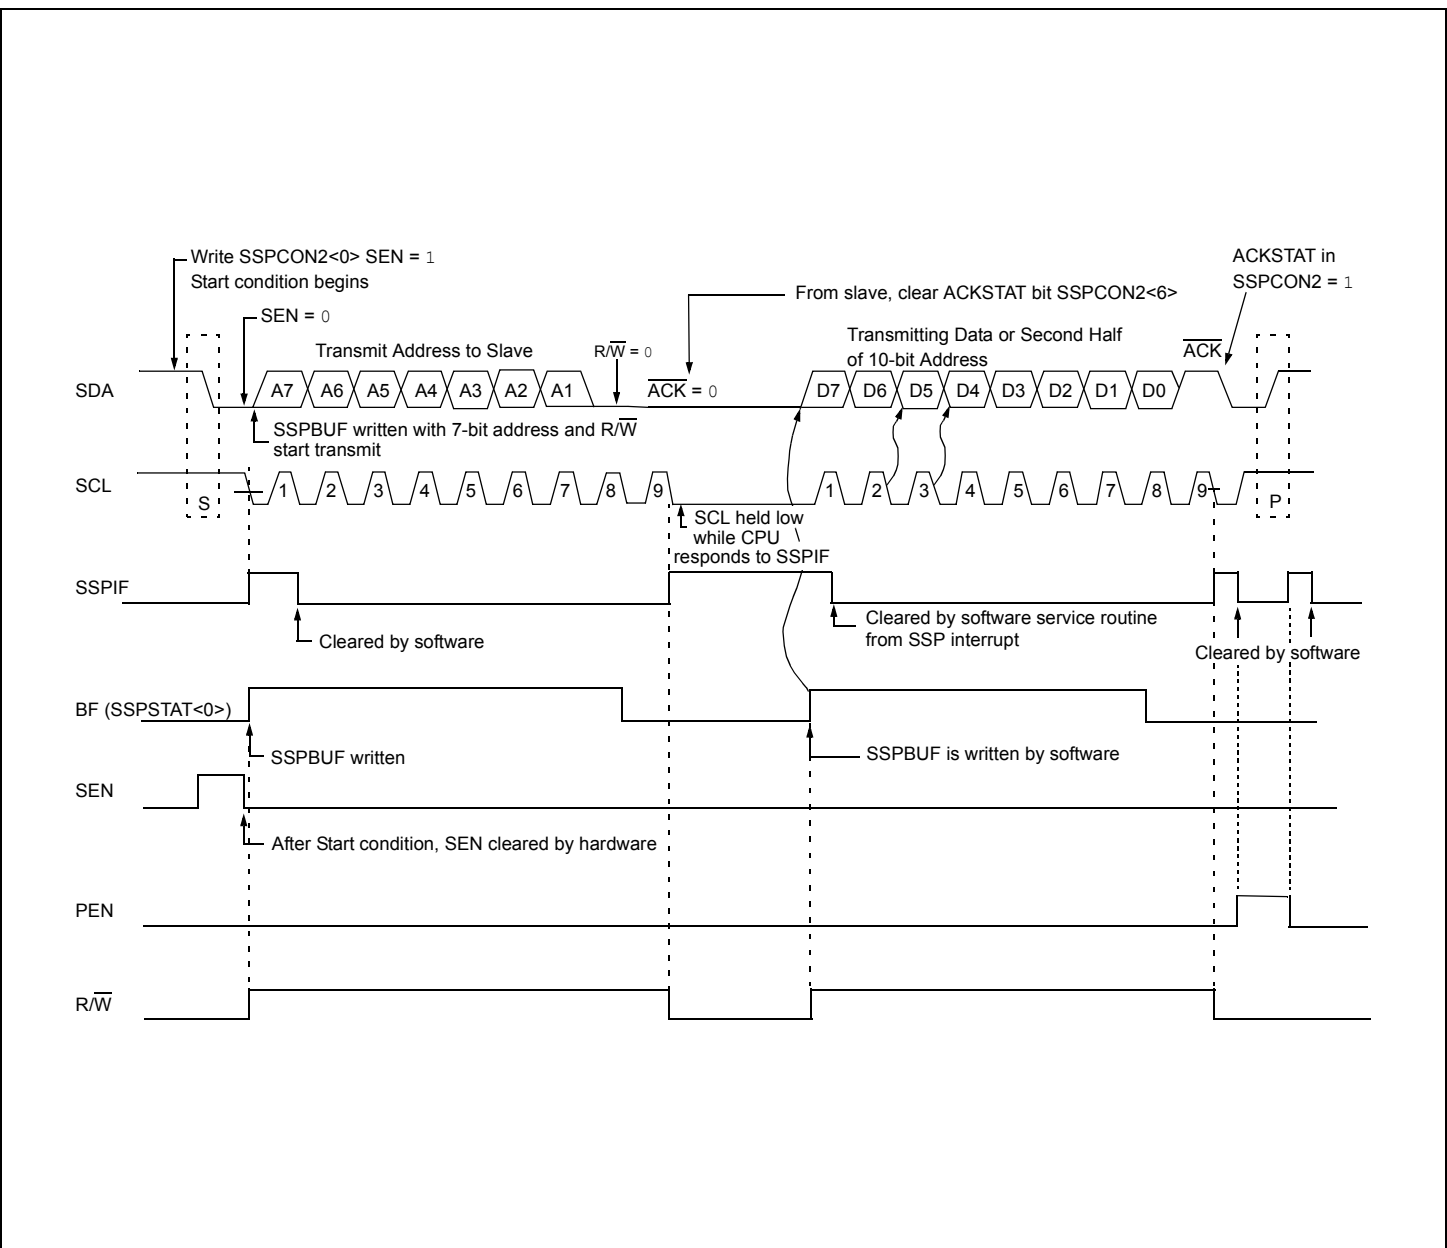 Write SSPCON2<0> SEN = 1
Start condition begins
ACKSTAT in
SSPCON2 = 1
From slave, clear ACKSTAT bit SSPCON2<6>
SEN = 0
Transmit Address to Slave
R/W̅ = 0
Transmitting Data or Second Half
of 10-bit Address
A̅C̅K̅
SDA
A7 A6 A5 A4 A3 A2 A1
A̅C̅K̅ = 0
D7 D6 D5 D4 D3 D2 D1 D0
SSPBUF written with 7-bit address and R/W̅
start transmit
SCL
S
1 2 3 4 5 6 7 8 9
1 2 3 4 5 6 7 8 9
P
SCL held low
while CPU
responds to SSPIF
SSPIF
Cleared by software
Cleared by software service routine
from SSP interrupt
Cleared by software
BF (SSPSTAT<0>)
SSPBUF written
SSPBUF is written by software
SEN
After Start condition, SEN cleared by hardware
PEN
R/W̅